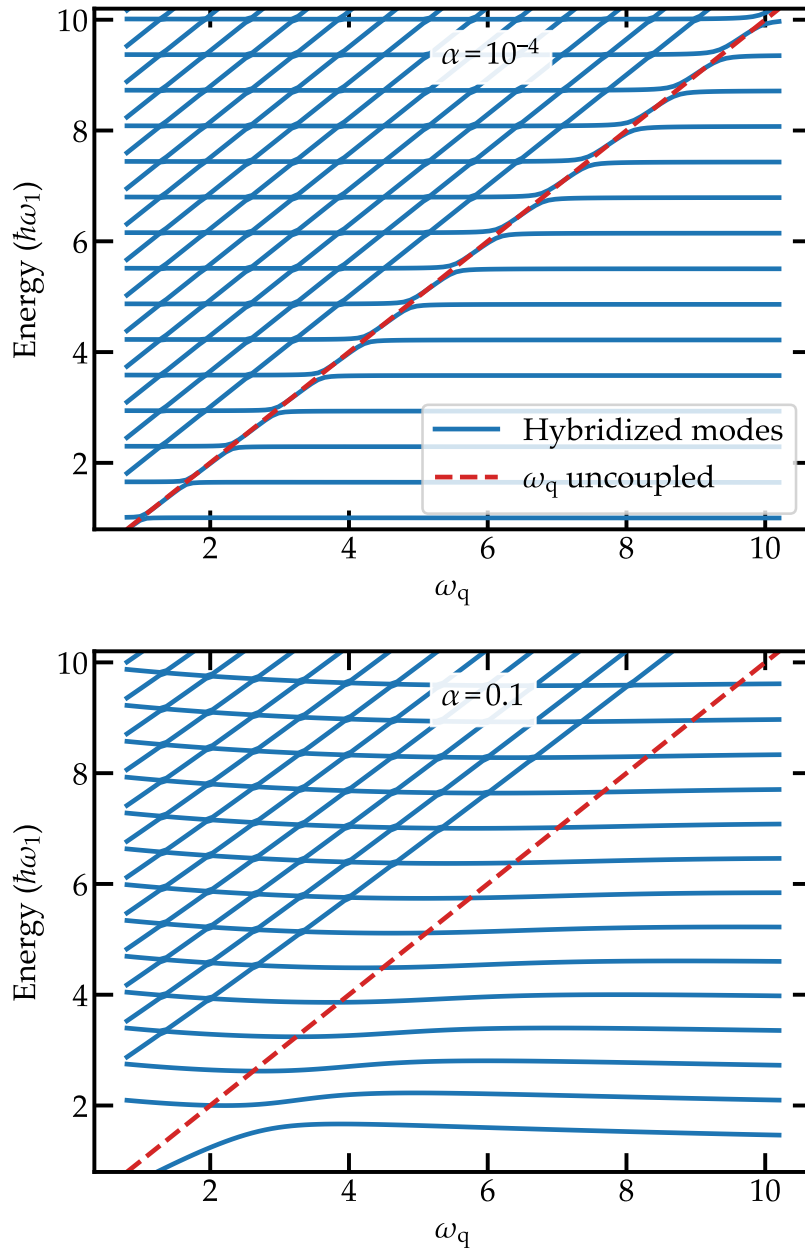 10
8
6
4
2
Energy (ℏω₁)
α = 10⁻⁴
Hybridized modes
ω_q uncoupled
2 4 6 8 10
ω_q
10
8
6
4
2
Energy (ℏω₁)
α = 0.1
2 4 6 8 10
ω_q